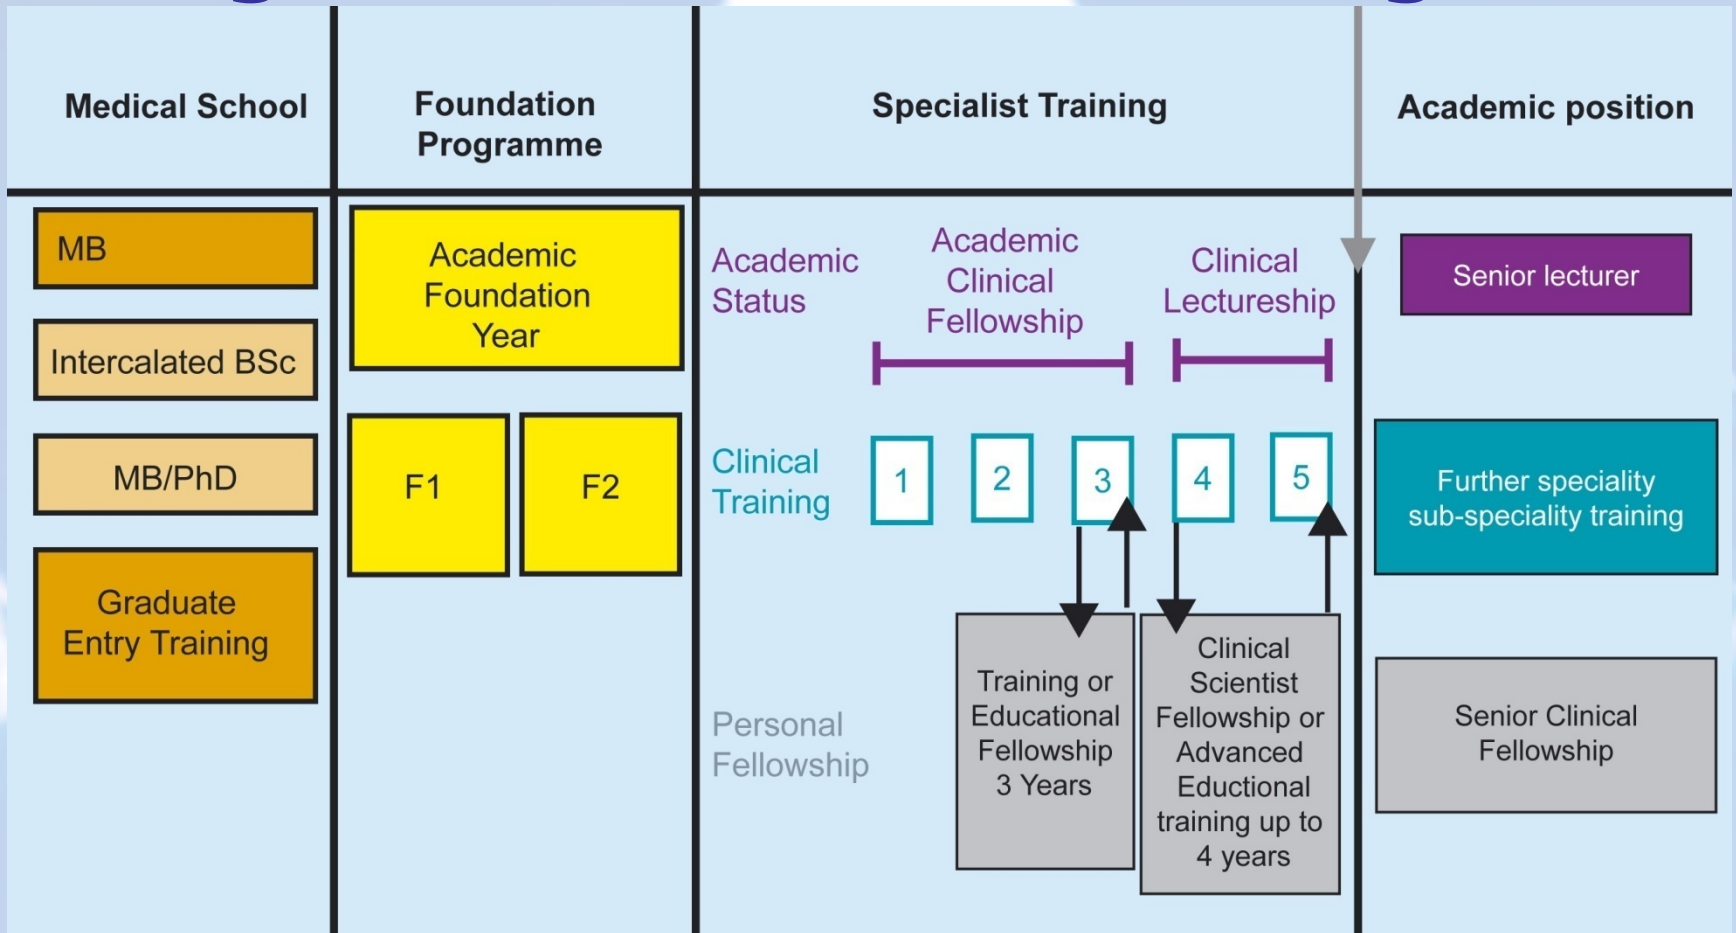 Medical School
Foundation
Programme
Specialist Training
Academic position
MB
Intercalated BSc
MB/PhD
Graduate
Entry Training
Academic
Foundation
Year
F1
F2
Academic
Status
Academic
Clinical
Fellowship
Clinical
Lectureship
Clinical
Training
1
2
3
4
5
Personal
Fellowship
Training or
Educational
Fellowship
3 Years
Clinical
Scientist
Fellowship or
Advanced
Eductional
training up to
4 years
Senior lecturer
Further speciality
sub-speciality training
Senior Clinical
Fellowship